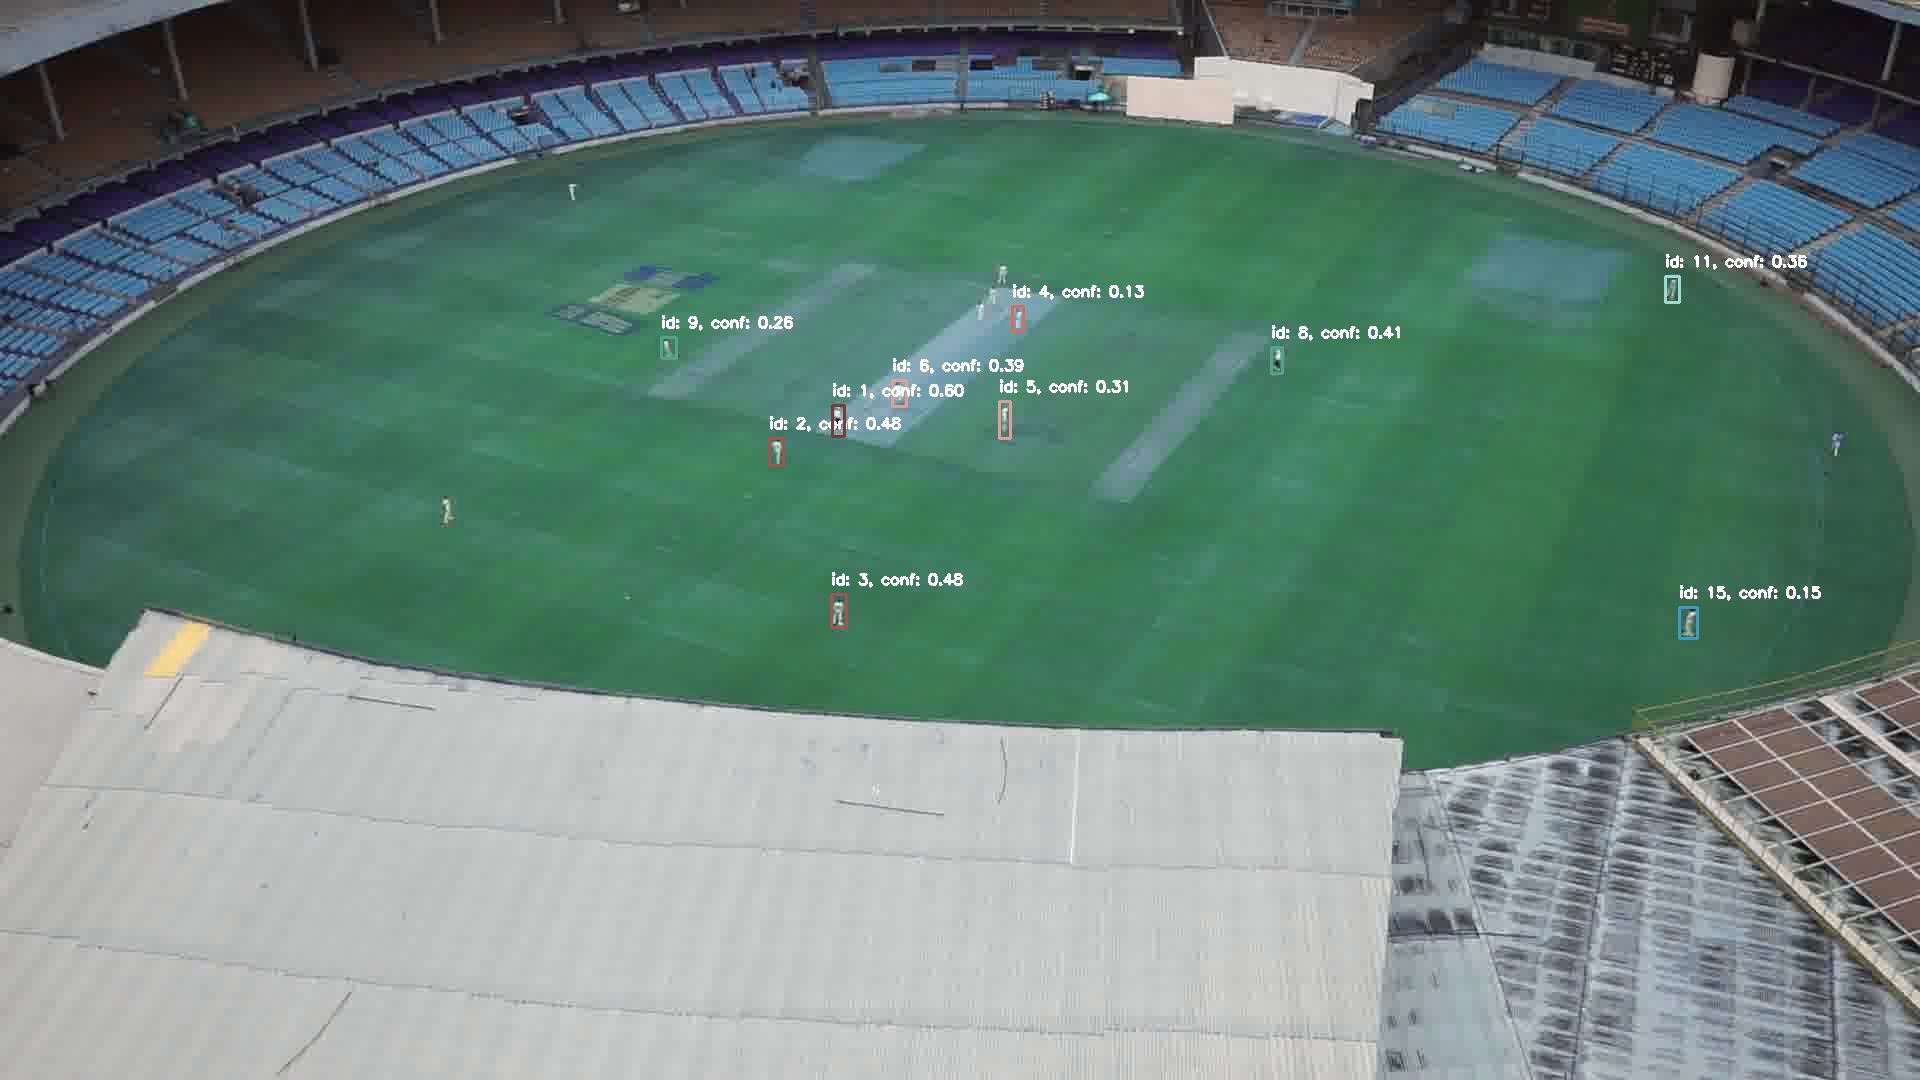 id: 11, conf: 0.36
id: 4, conf: 0.13
id: 9, conf: 0.26
id: 8, conf: 0.41
id: 6, conf: 0.39
id: 5, conf: 0.31
id: 1, conf: 0.60
id: 2, conf: 0.48
id: 3, conf: 0.48
id: 15, conf: 0.15